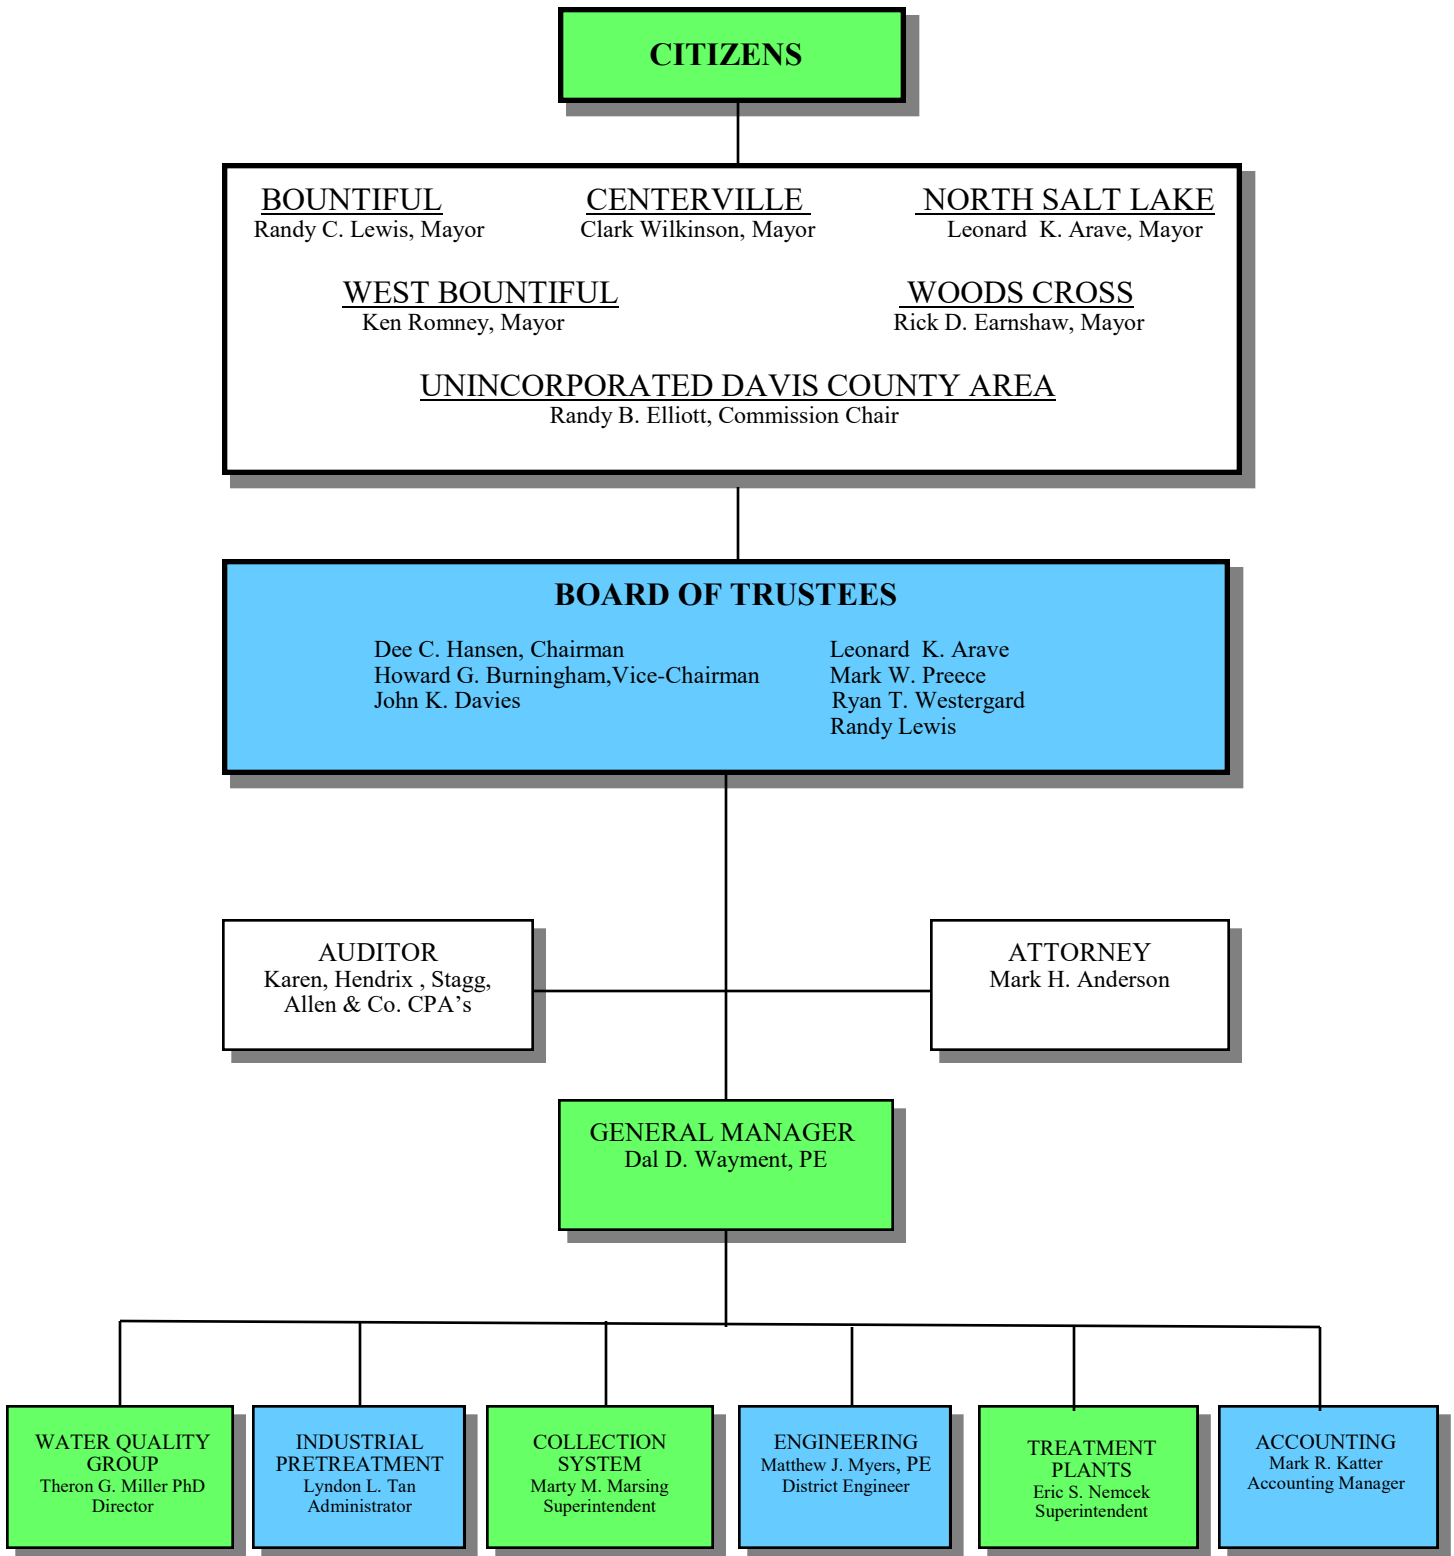 CITIZENS
BOUNTIFUL
Randy C. Lewis, Mayor
CENTERVILLE
Clark Wilkinson, Mayor
NORTH SALT LAKE
Leonard K. Arave, Mayor
WEST BOUNTIFUL
Ken Romney, Mayor
WOODS CROSS
Rick D. Earnshaw, Mayor
UNINCORPORATED DAVIS COUNTY AREA
Randy B. Elliott, Commission Chair
BOARD OF TRUSTEES
Dee C. Hansen, Chairman
Howard G. Burningham,Vice-Chairman
John K. Davies
Leonard K. Arave
Mark W. Preece
Ryan T. Westergard
Randy Lewis
AUDITOR
Karen, Hendrix , Stagg,
Allen & Co. CPA’s
ATTORNEY
Mark H. Anderson
GENERAL MANAGER
Dal D. Wayment, PE
WATER QUALITY
GROUP
Theron G. Miller PhD
Director
INDUSTRIAL
PRETREATMENT
Lyndon L. Tan
Administrator
COLLECTION
SYSTEM
Marty M. Marsing
Superintendent
ENGINEERING
Matthew J. Myers, PE
District Engineer
TREATMENT
PLANTS
Eric S. Nemcek
Superintendent
ACCOUNTING
Mark R. Katter
Accounting Manager